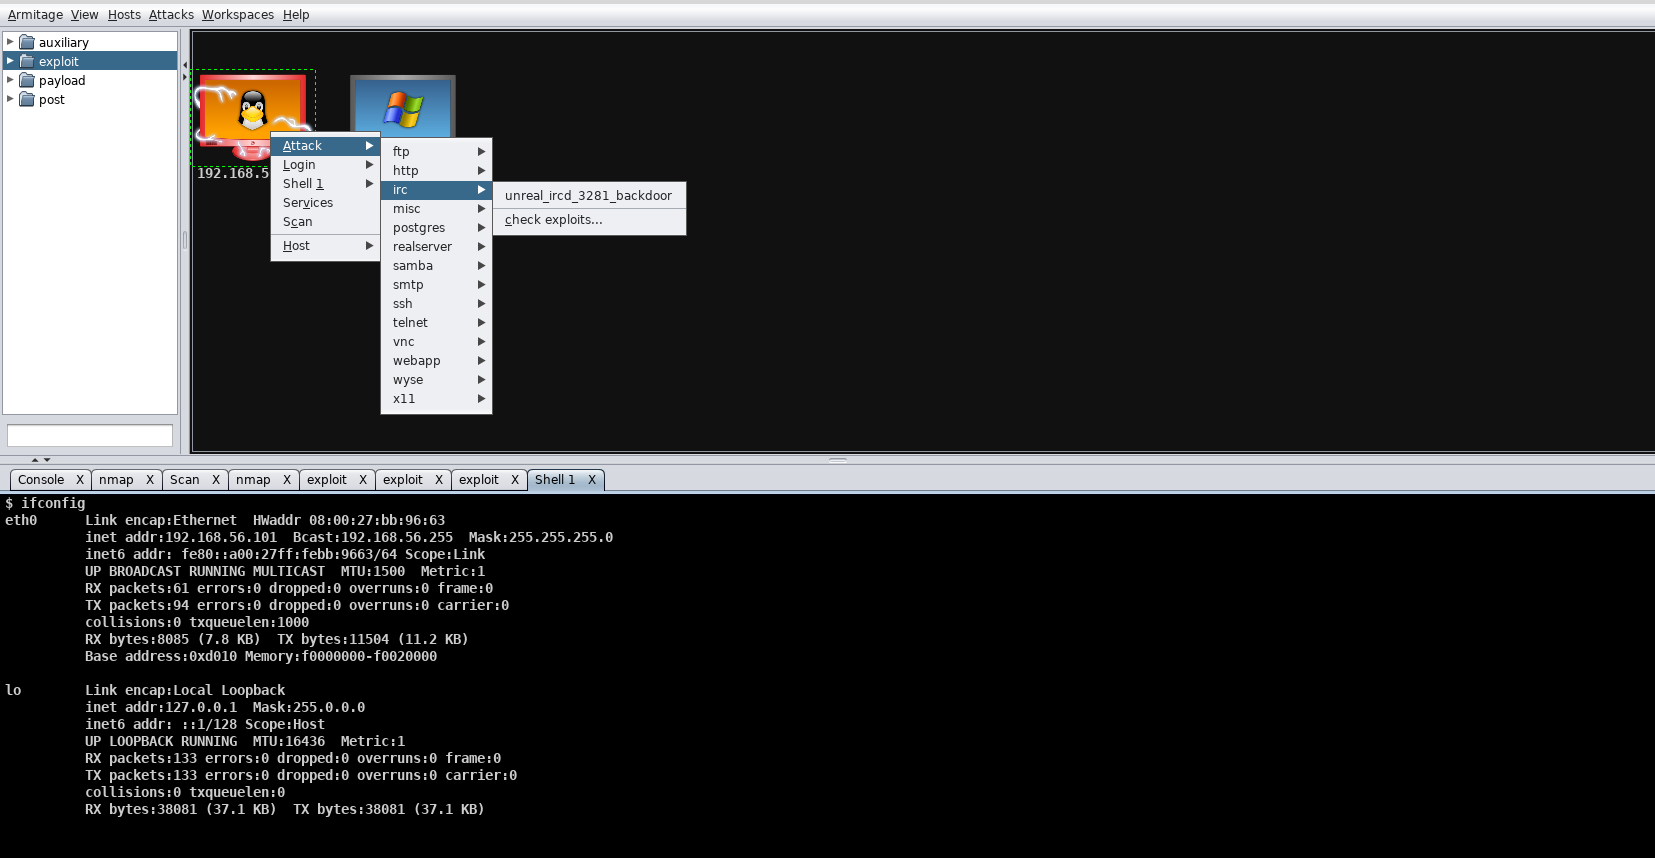 Armitage View Hosts Attacks Workspaces Help
auxiliary
exploit
payload
post
192.168.5
Attack
Login
Shell 1
Services
Scan
Host
ftp
http
irc
misc
postgres
realserver
samba
smtp
ssh
telnet
vnc
webapp
wyse
x11
unreal_ircd_3281_backdoor
check exploits...
Console X nmap X Scan X nmap X exploit X exploit X exploit X Shell 1 X
$ ifconfig
eth0      Link encap:Ethernet  HWaddr 08:00:27:bb:96:63
          inet addr:192.168.56.101  Bcast:192.168.56.255  Mask:255.255.255.0
          inet6 addr: fe80::a00:27ff:febb:9663/64 Scope:Link
          UP BROADCAST RUNNING MULTICAST  MTU:1500  Metric:1
          RX packets:61 errors:0 dropped:0 overruns:0 frame:0
          TX packets:94 errors:0 dropped:0 overruns:0 carrier:0
          collisions:0 txqueuelen:1000
          RX bytes:8085 (7.8 KB)  TX bytes:11504 (11.2 KB)
          Base address:0xd010 Memory:f0000000-f0020000
lo        Link encap:Local Loopback
          inet addr:127.0.0.1  Mask:255.0.0.0
          inet6 addr: ::1/128 Scope:Host
          UP LOOPBACK RUNNING  MTU:16436  Metric:1
          RX packets:133 errors:0 dropped:0 overruns:0 frame:0
          TX packets:133 errors:0 dropped:0 overruns:0 carrier:0
          collisions:0 txqueuelen:0
          RX bytes:38081 (37.1 KB)  TX bytes:38081 (37.1 KB)